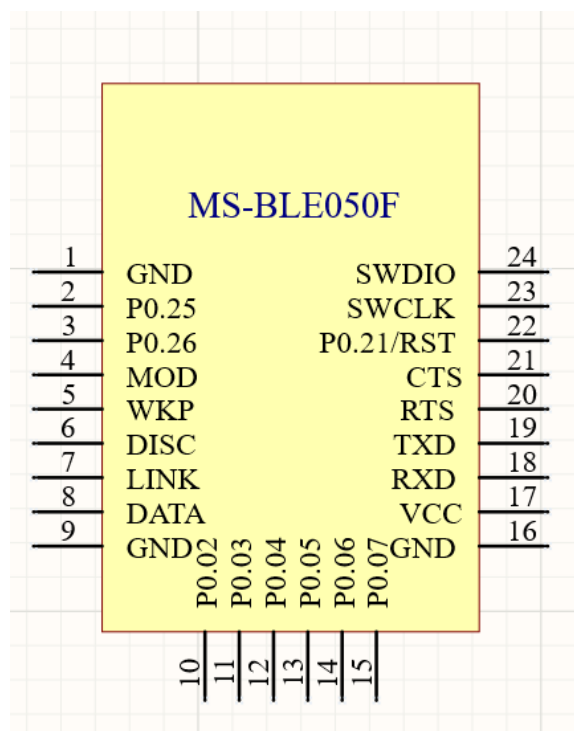 MS-BLE050F
1 GND SWDIO 24
2 P0.25 SWCLK 23
3 P0.26 P0.21/RST 22
4 MOD CTS 21
5 WKP RTS 20
6 DISC TXD 19
7 LINK RXD 18
8 DATA VCC 17
9 GND GND 16
P0.02 P0.03 P0.04 P0.05 P0.06 P0.07
10 11 12 13 14 15